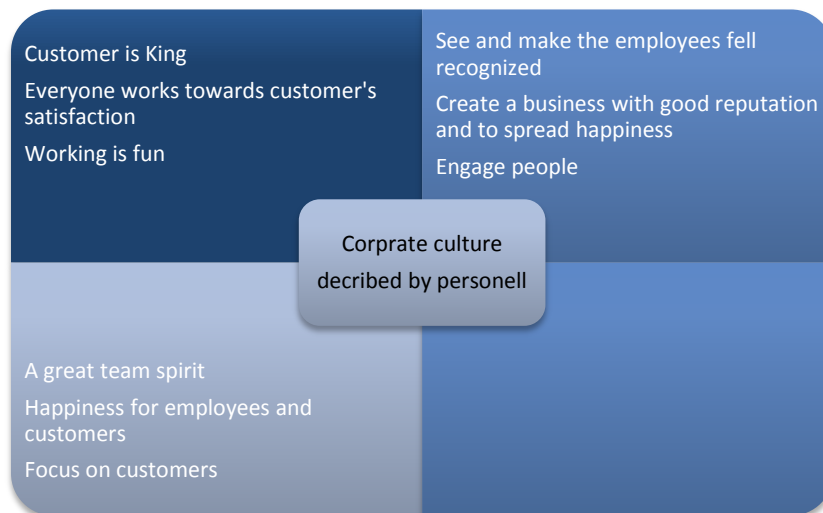 Customer is King
Everyone works towards customer's
satisfaction
Working is fun
See and make the employees fell
recognized
Create a business with good reputation
and to spread happiness
Engage people
Corprate culture
decribed by personell
A great team spirit
Happiness for employees and
customers
Focus on customers